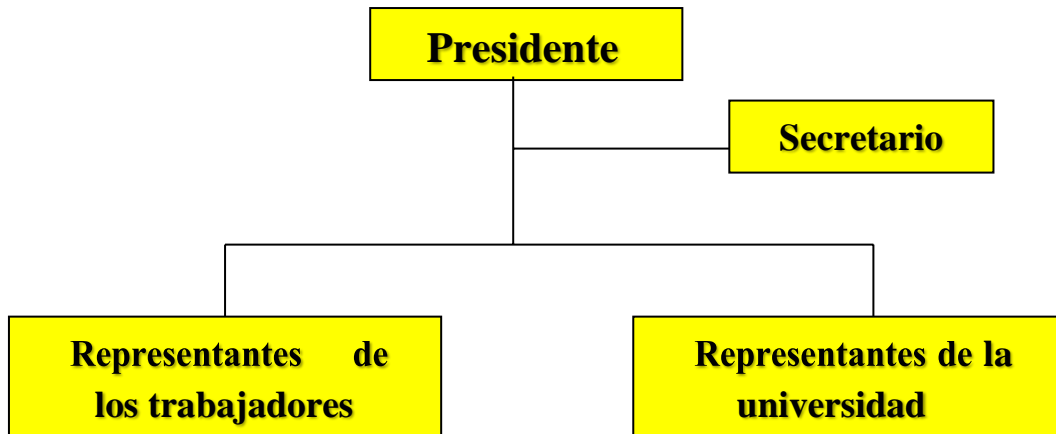 Presidente
Secretario
Representantes de
los trabajadores
Representantes de la
universidad